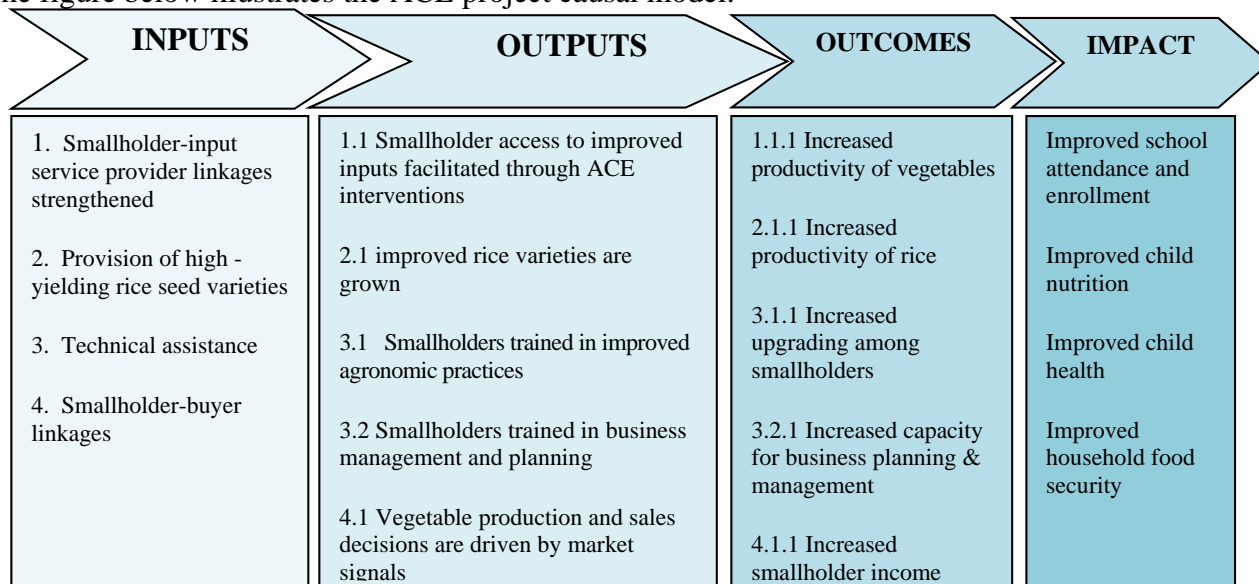 he figure below illustrates the ACE project causal model.
INPUTS
OUTPUTS
OUTCOMES
IMPACT
1. Smallholder-input
service provider linkages
strengthened
2. Provision of high -
yielding rice seed varieties
3. Technical assistance
4. Smallholder-buyer
linkages
1.1 Smallholder access to improved
inputs facilitated through ACE
interventions
2.1 improved rice varieties are
grown
3.1 Smallholders trained in improved
agronomic practices
3.2 Smallholders trained in business
management and planning
4.1 Vegetable production and sales
decisions are driven by market
signals
1.1.1 Increased
productivity of vegetables
2.1.1 Increased
productivity of rice
3.1.1 Increased
upgrading among
smallholders
3.2.1 Increased capacity
for business planning &
management
4.1.1 Increased
smallholder income
Improved school
attendance and
enrollment
Improved child
nutrition
Improved child
health
Improved
household food
security